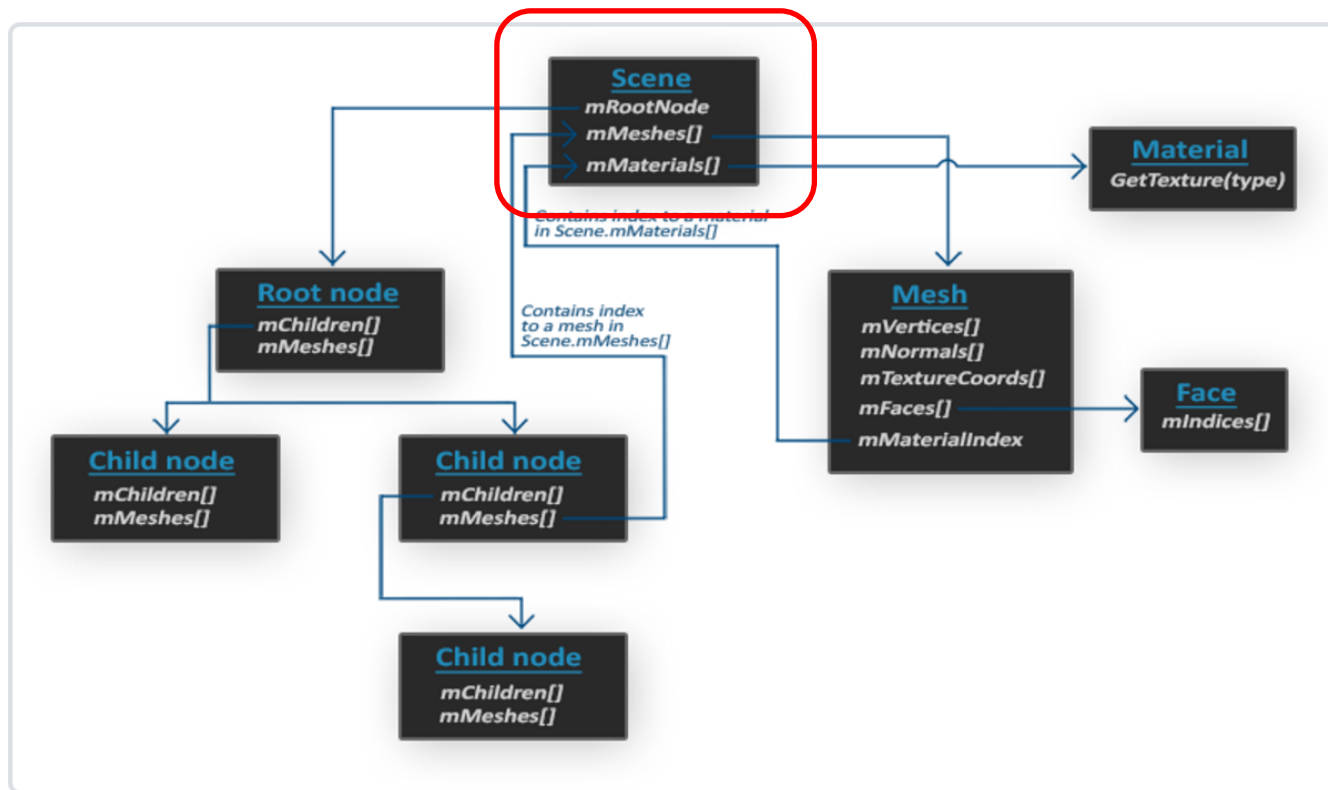 Scene
mRootNode
mMeshes[]
mMaterials[]
Material
GetTexture(type)
Contains index to a material
in Scene.mMaterials[]
Root node
mChildren[]
mMeshes[]
Contains index
to a mesh in
Scene.mMeshes[]
Mesh
mVertices[]
mNormals[]
mTextureCoords[]
mFaces[]
mMaterialIndex
Face
mIndices[]
Child node
mChildren[]
mMeshes[]
Child node
mChildren[]
mMeshes[]
Child node
mChildren[]
mMeshes[]